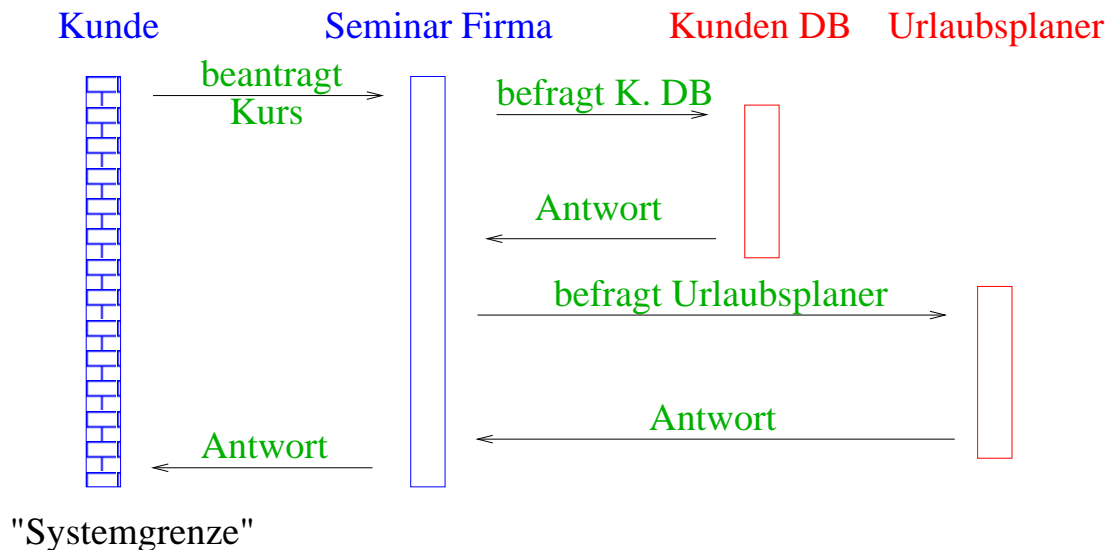 Kunde Seminar Firma Kunden DB Urlaubsplaner
beantragt
Kurs
befragt K. DB
Antwort
befragt Urlaubsplaner
Antwort
Antwort
"Systemgrenze"